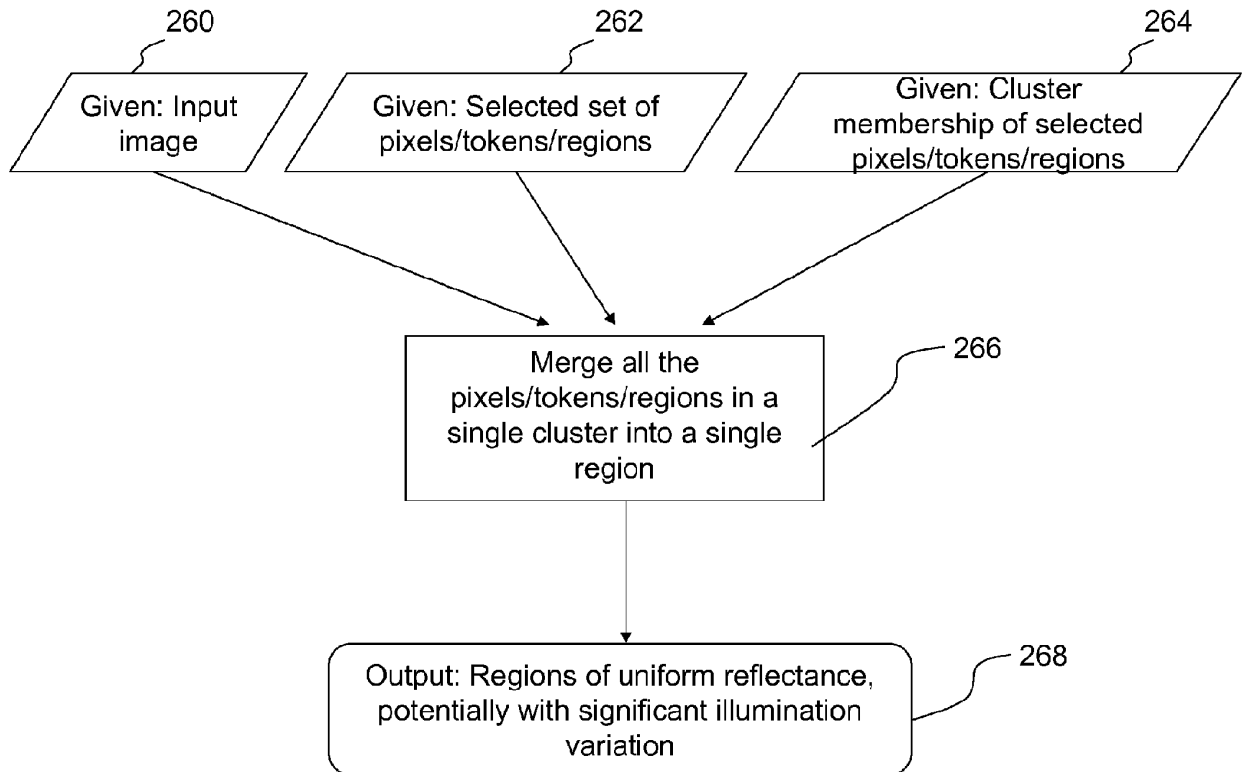 260
262
264
Given: Input
image
Given: Selected set of
pixels/tokens/regions
Given: Cluster
membership of selected
pixels/tokens/regions
Merge all the
pixels/tokens/regions in a
single cluster into a single
region
266
Output: Regions of uniform reflectance,
potentially with significant illumination
variation
268